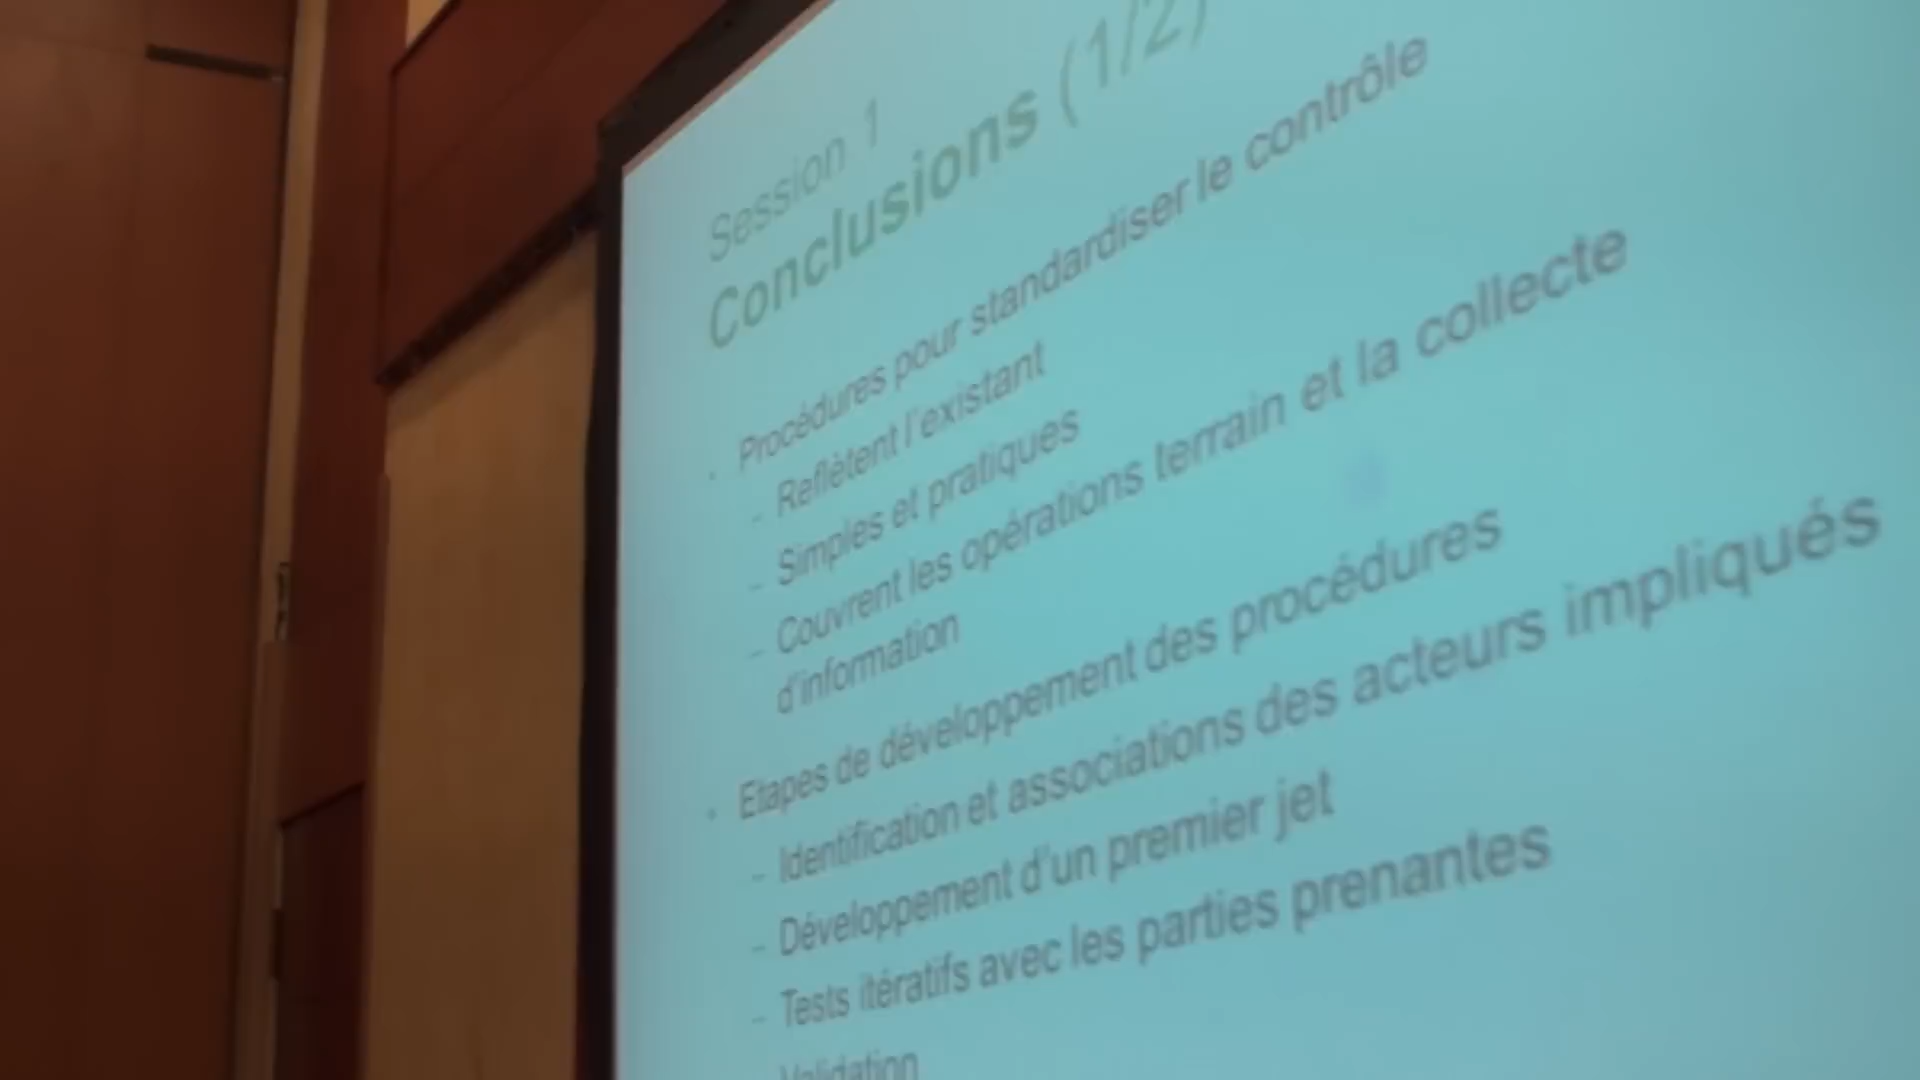 Session 1
Conclusions (1/2)
• Procédures pour standardiser le contrôle
– Reflètent l'existant
– Simples et pratiques
– Couvrent les opérations terrain et la collecte
d'information
• Etapes de développement des procédures
– Identification et associations des acteurs impliqués
– Développement d'un premier jet
– Tests itératifs avec les parties prenantes
Validation